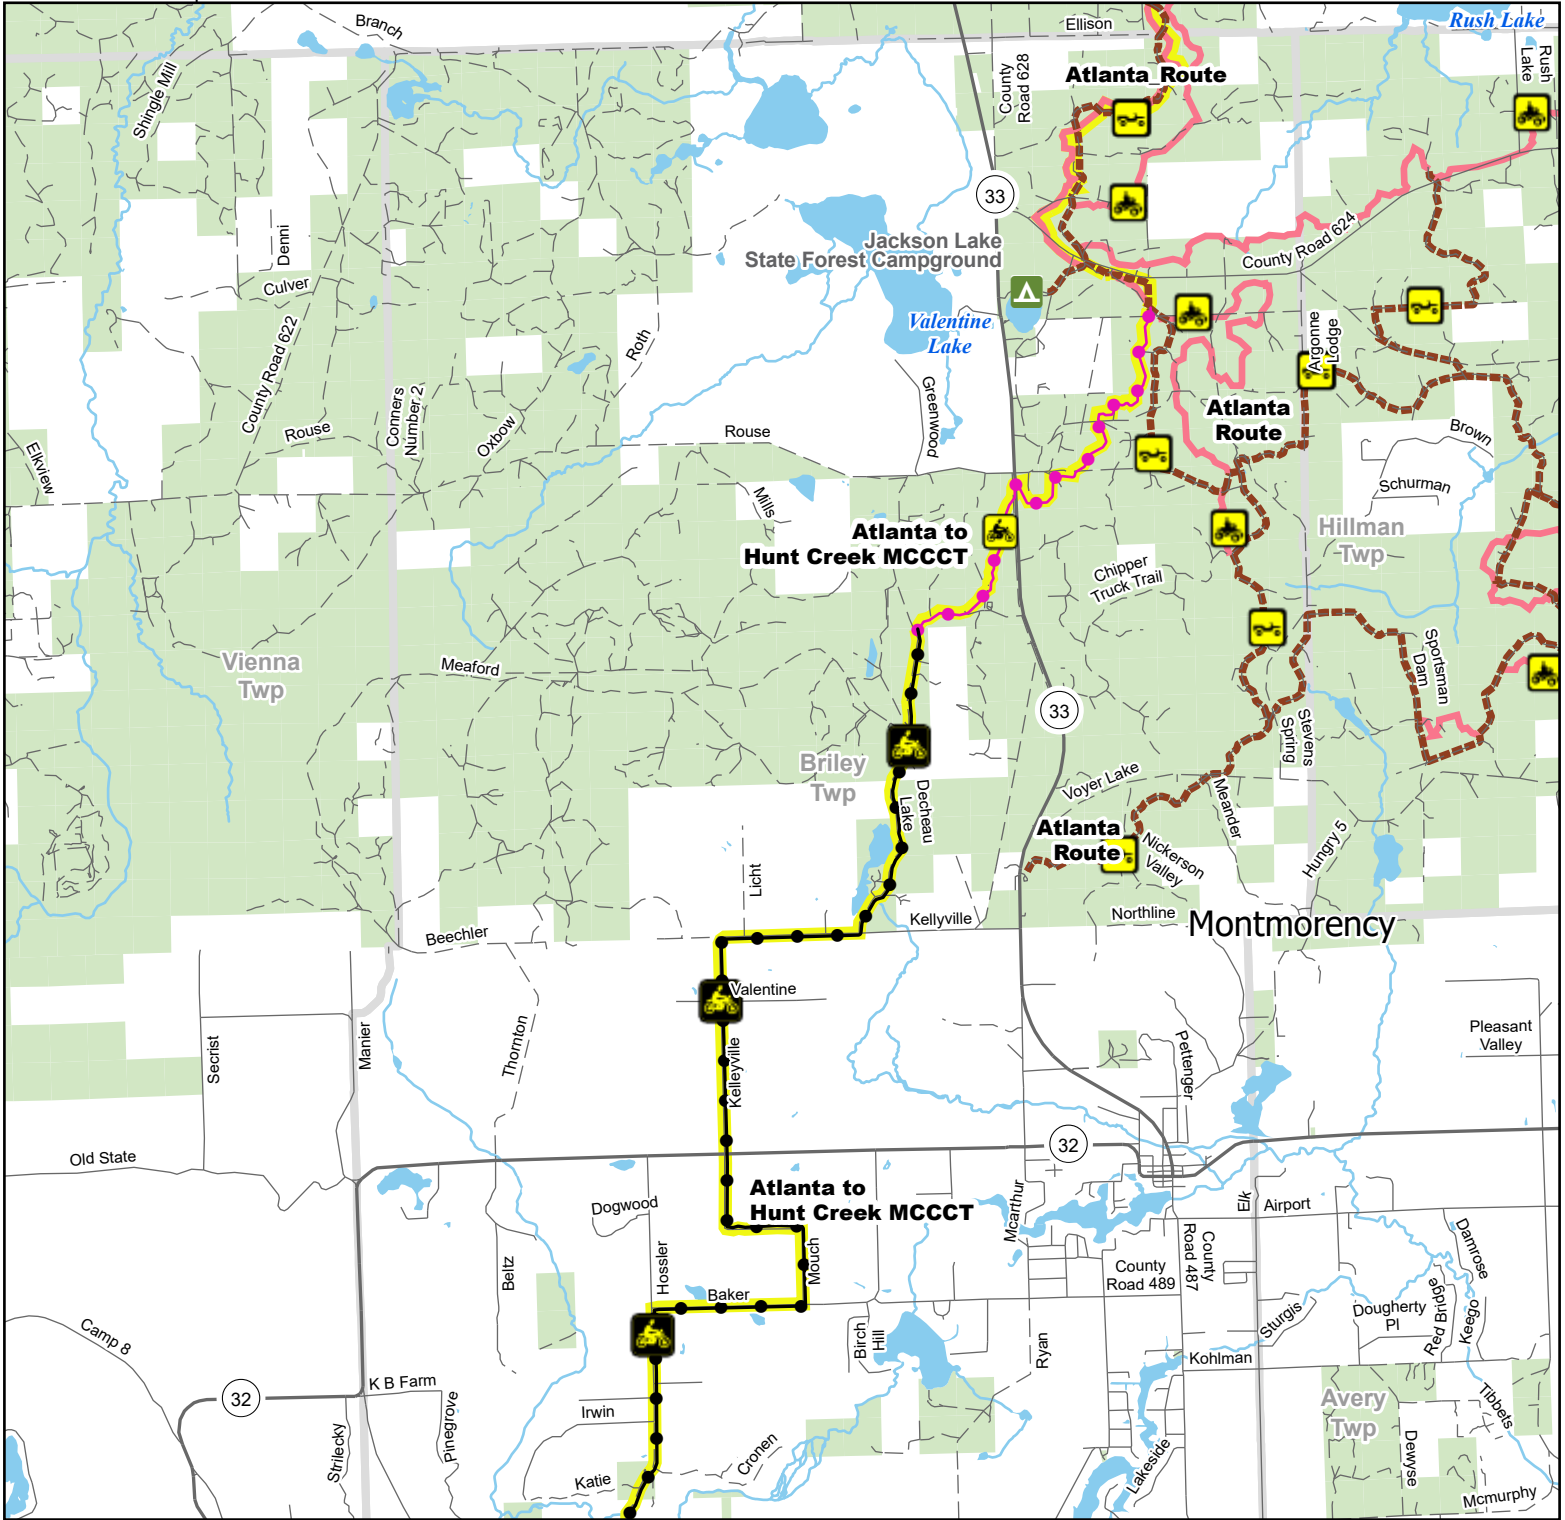 Branch
Ellison
Rush Lake
Shingle Mill
County
Road 628
Atlanta_Route
Rush
Lake
33
Denni
Jackson Lake
State Forest Campground
County Road 624
Culver
Valentine
Lake
County Road 622
Roth
Argonne
Lodge
Greenwood
Conners
Number 2
Atlanta
Route
Elkview
Rouse
Oxbow
Rouse
Brown
Schurman
Mills
Atlanta to
Hunt Creek MCCCT
Hillman
Twp
Chipper
Truck Trail
Vienna
Twp
Meaford
Sportsman
Dam
33
Stevens
Spring
Briley
Twp
Decheau
Lake
Voyer Lake
Meander
Atlanta
Route
Nickerson
Valley
Hungry 5
Licht
Kellyville
Northline
Montmorency
Beechler
Valentine
Secrist
Manier
Thornton
Kelleyville
Pettenger
Pleasant
Valley
Old State
32
Atlanta to
Hunt Creek MCCCT
Dogwood
Mcarthur
Elk
Airport
Beltz
Hossler
Mouch
County
Road 489
County
Road 487
Damrose
Baker
Red Bridge
Keego
Camp 8
Birch
Hill
Ryan
Sturgis
Dougherty
Pl
Kohlman
32
K B Farm
Pinegrove
Irwin
Avery
Twp
Tibbets
Strilecky
Katie
Cronen
Lakeside
Dewyse
Mcmurphy